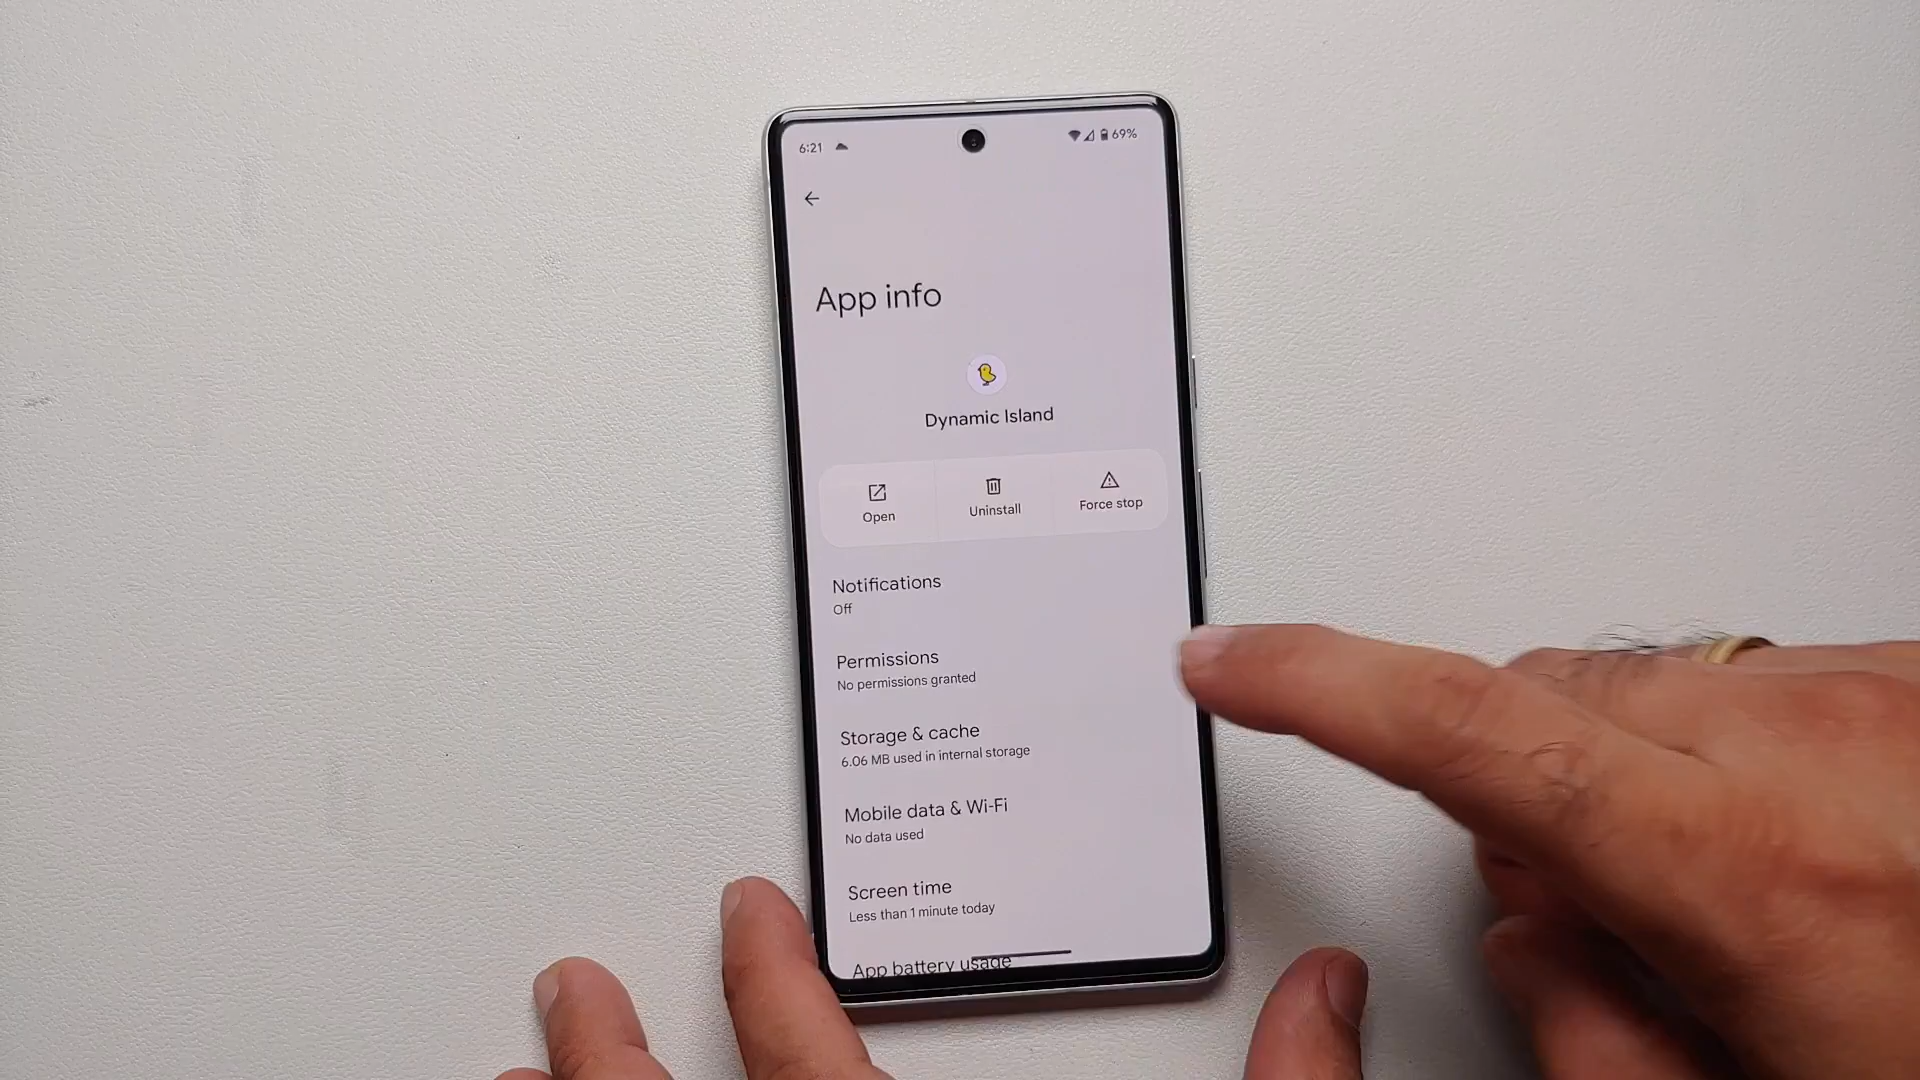 6:21
69%
App info
Dynamic Island
Open
Uninstall
Force stop
Notifications
Off
Permissions
No permissions granted
Storage & cache
6.06 MB used in internal storage
Mobile data & Wi-Fi
No data used
Screen time
Less than 1 minute today
App battery usage